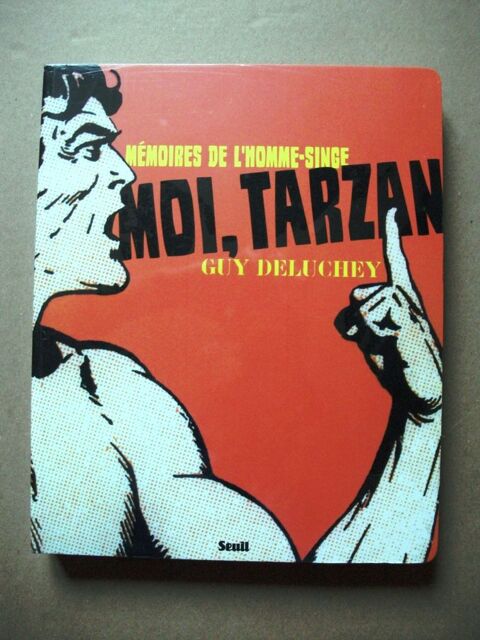 MÉMOIRES DE L'HOMME-SINGE
MOI, TARZAN
GUY DELUCHEY
Seuil